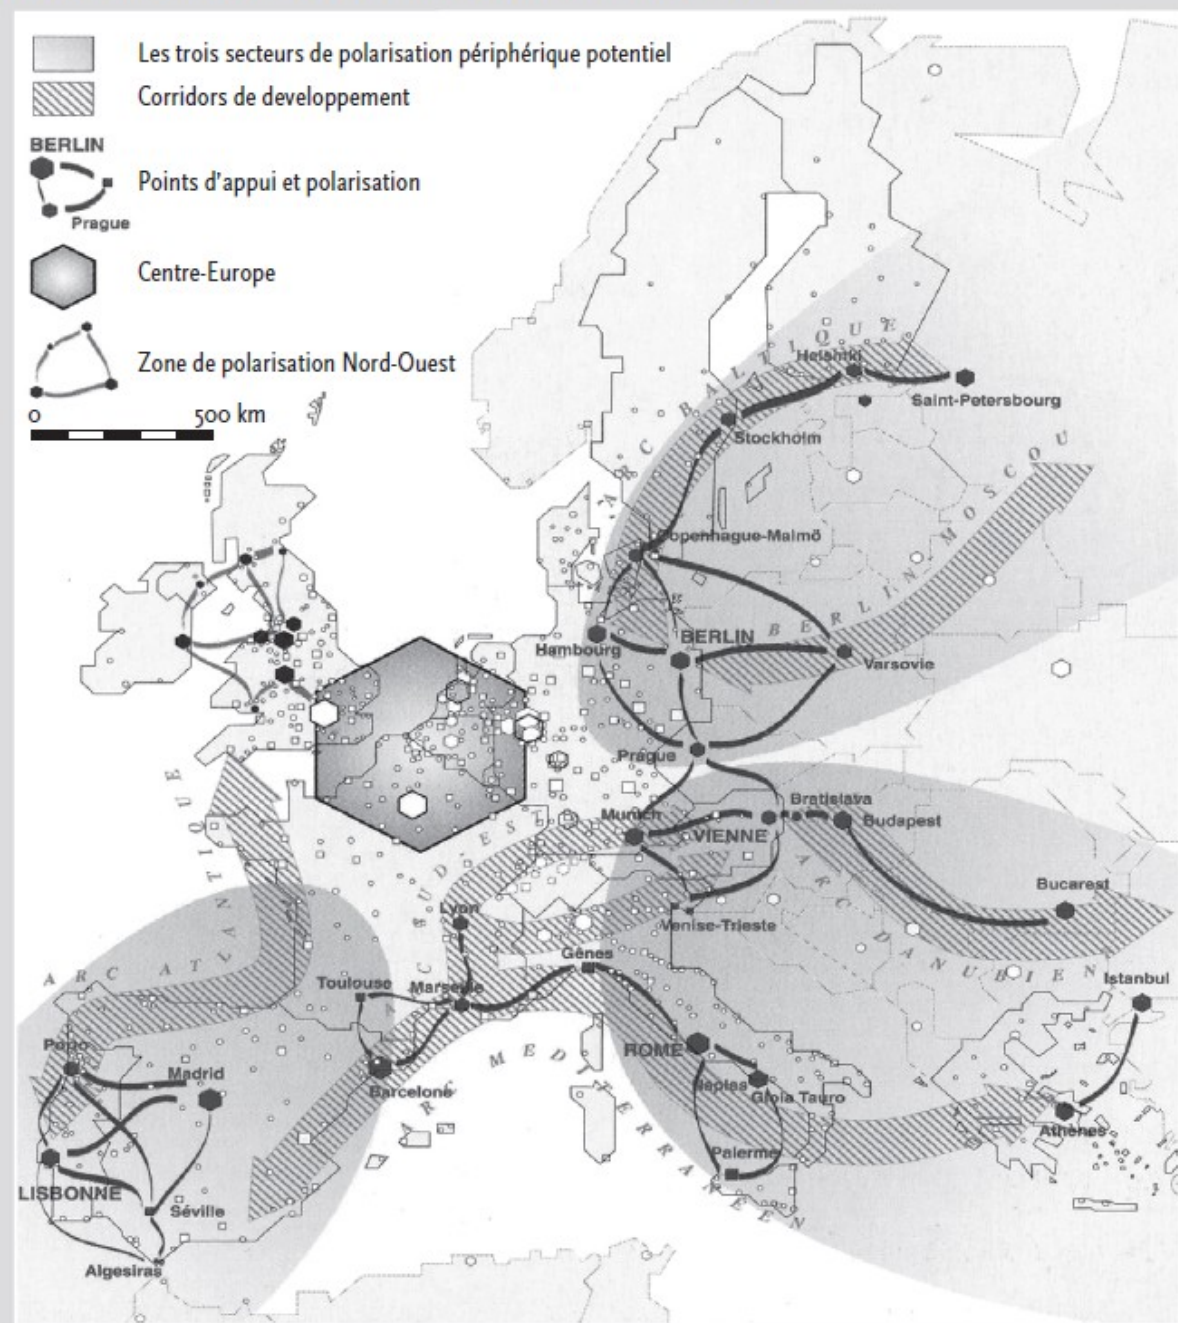 Les trois secteurs de polarisation périphérique potentiel
Corridors de developpement
BERLIN
Prague
Points d'appui et polarisation
Centre-Europe
Zone de polarisation Nord-Ouest
0 500 km
ARC BALTIQUE
Helsinki
Saint-Petersbourg
Stockholm
BERLIN-MOSCOU
Copenhague-Malmö
Hambourg
BERLIN
Varsovie
Prague
Munich
VIENNE
Bratislava
Budapest
SUD-EST
ARC DANUBIEN
Bucarest
Lyon
Venise-Trieste
Gênes
Istanbul
ARC ATLANTIQUE
Toulouse
Marseille
Porto
Madrid
Barcelone
ROME
Naples
Gioia Tauro
Athènes
ARC MEDITERRANÉEN
Palerme
LISBONNE
Séville
Algesiras